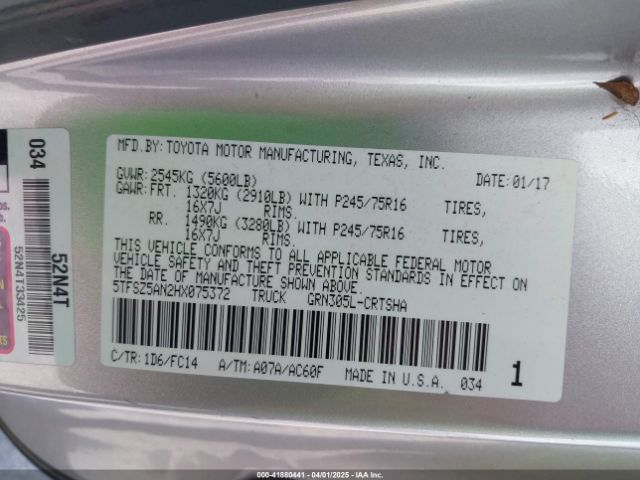 MFD.BY: TOYOTA MOTOR MANUFACTURING, TEXAS, INC.
GVWR: 2545KG (5600LB) DATE: 01/17
GAWR: FRT. 1320KG (2910LB) WITH P245/75R16 TIRES,
16X7J RIMS.
RR. 1490KG (3280LB) WITH P245/75R16 TIRES,
16X7J RIMS.
THIS VEHICLE CONFORMS TO ALL APPLICABLE FEDERAL MOTOR
VEHICLE SAFETY AND THEFT PREVENTION STANDARDS IN EFFECT ON
THE DATE OF MANUFACTURE SHOWN ABOVE.
5TFSZ5AN2HX075372 TRUCK GRN305L-CRTSHA
C/TR: 1D6/FC14 A/TM: A07A/AC60F MADE IN U.S.A. 034
1
034
52N4T
52N4T33425
000-41880441 - 04/01/2025 - IAAI.COM